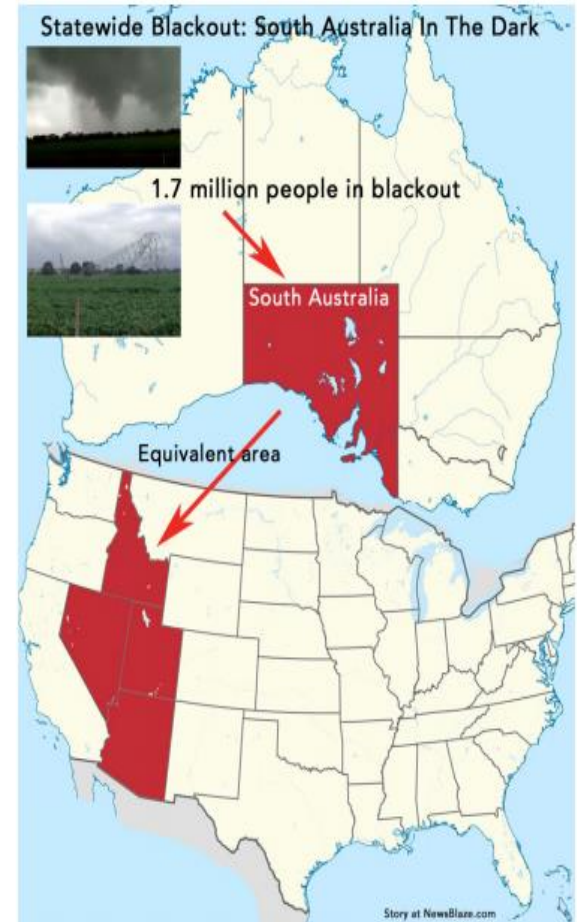 Statewide Blackout: South Australia In The Dark
1.7 million people in blackout
South Australia
Equivalent area
Story at NewsBlaze.com